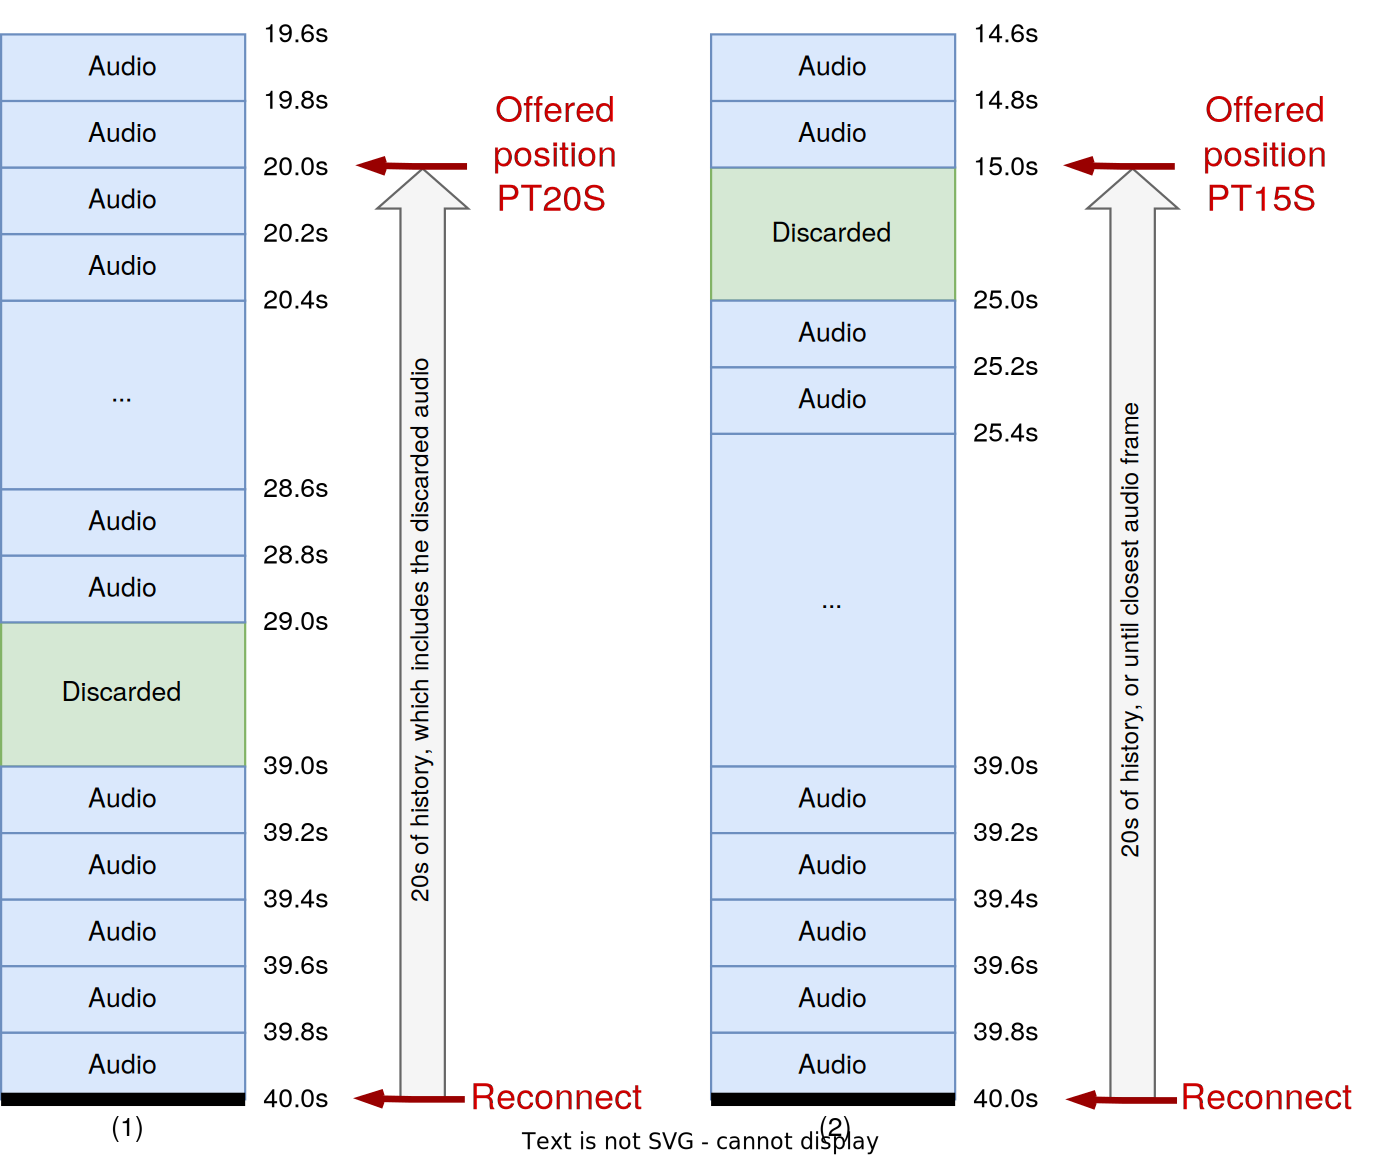 19.6s
Audio
19.8s
Audio
20.0s
Audio
20.2s
Audio
20.4s
...
28.6s
Audio
28.8s
Audio
29.0s
Discarded
39.0s
Audio
39.2s
Audio
39.4s
Audio
39.6s
Audio
39.8s
Audio
40.0s
(1)
Offered
position
PT20S
20s of history, which includes the discarded audio
Reconnect
14.6s
Audio
14.8s
Audio
15.0s
Discarded
25.0s
Audio
25.2s
Audio
25.4s
...
39.0s
Audio
39.2s
Audio
39.4s
Audio
39.6s
Audio
39.8s
Audio
40.0s
(2)
Offered
position
PT15S
20s of history, or until closest audio frame
Reconnect
Text is not SVG - cannot display